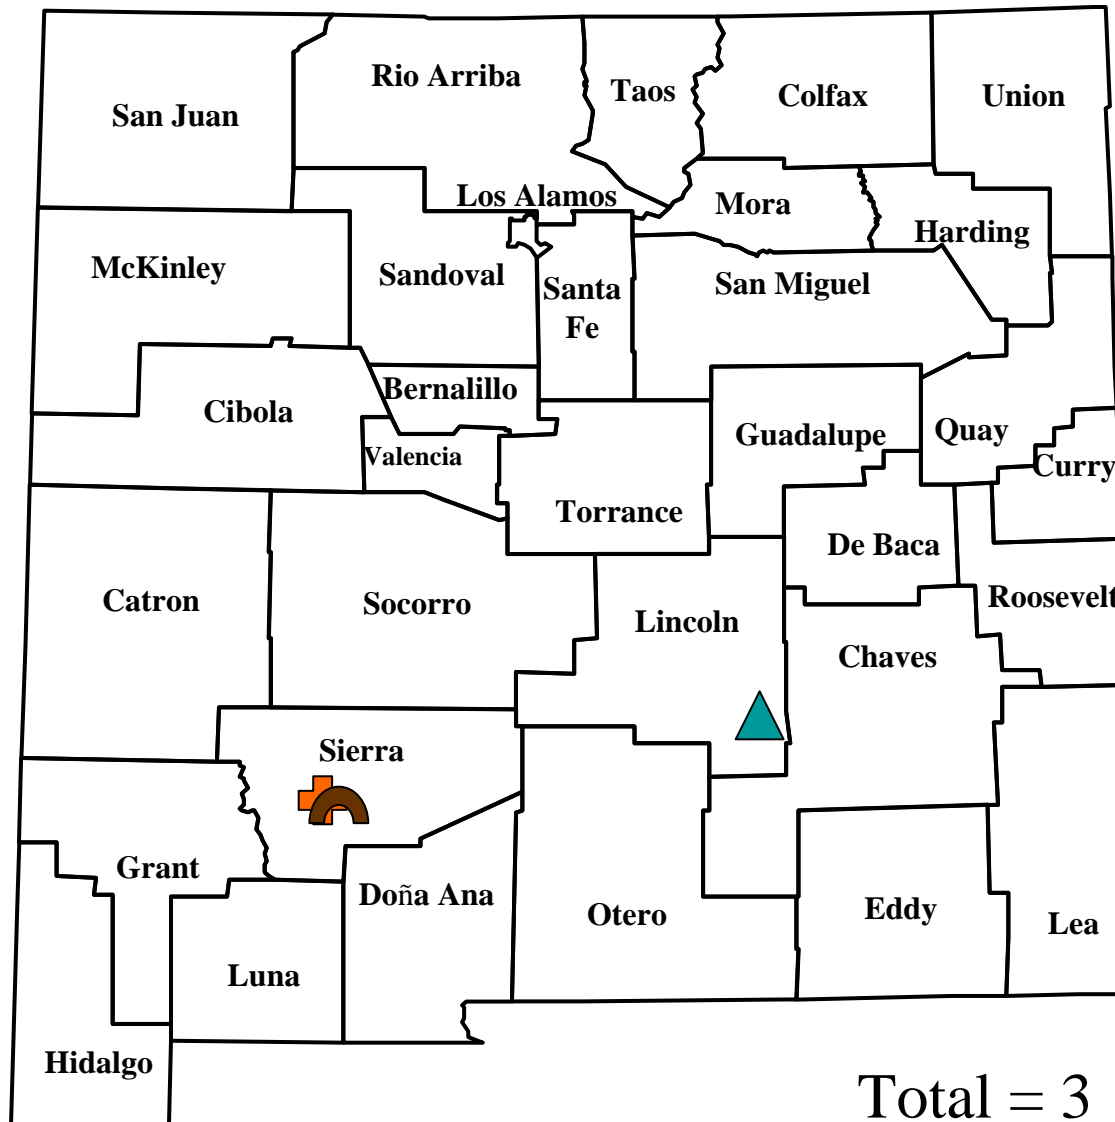 Rio Arriba
Taos
Colfax
Union
San Juan
Los Alamos
Mora
Harding
McKinley
Sandoval
Santa
Fe
San Miguel
Bernalillo
Cibola
Guadalupe
Quay
Valencia
Curry
Torrance
De Baca
Catron
Socorro
Lincoln
Roosevelt
Chaves
Sierra
Grant
Doña Ana
Otero
Eddy
Lea
Luna
Hidalgo
Total = 3